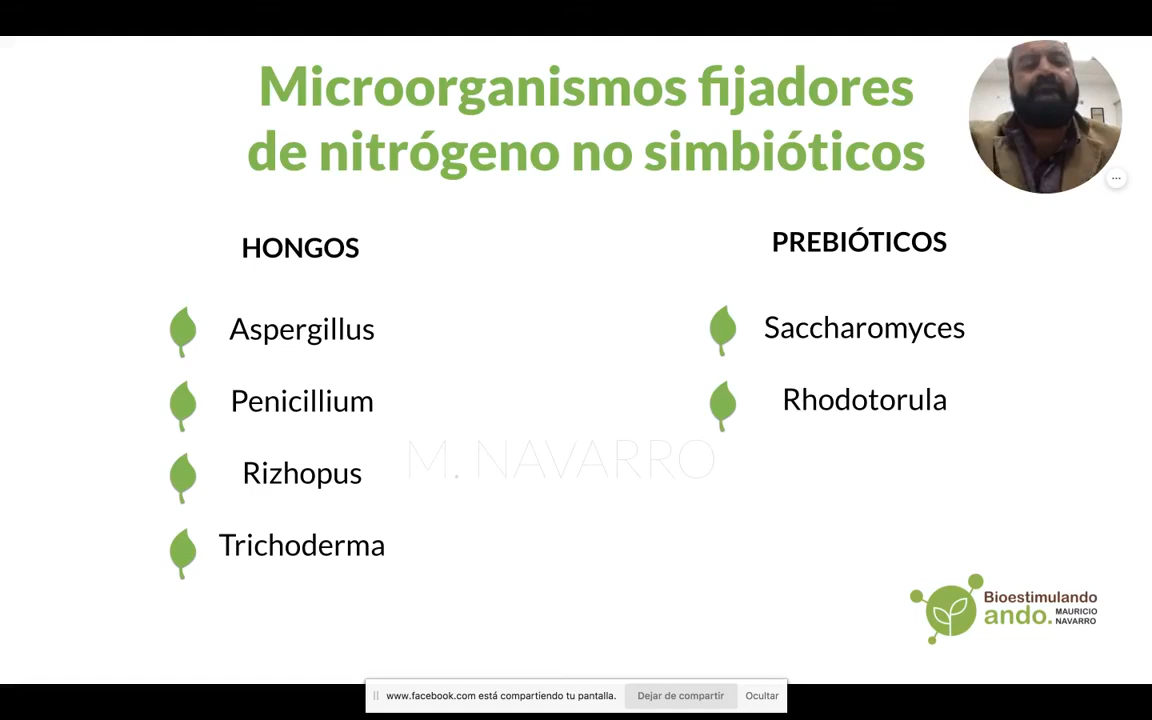 Microorganismos fijadores
de nitrógeno no simbióticos
HONGOS
Aspergillus
Penicillium
Rizhopus
Trichoderma
PREBIÓTICOS
Saccharomyces
Rhodotorula
M. NAVARRO
Bioestimulando
ando. MAURICIO
NAVARRO
www.facebook.com está compartiendo tu pantalla. Dejar de compartir Ocultar